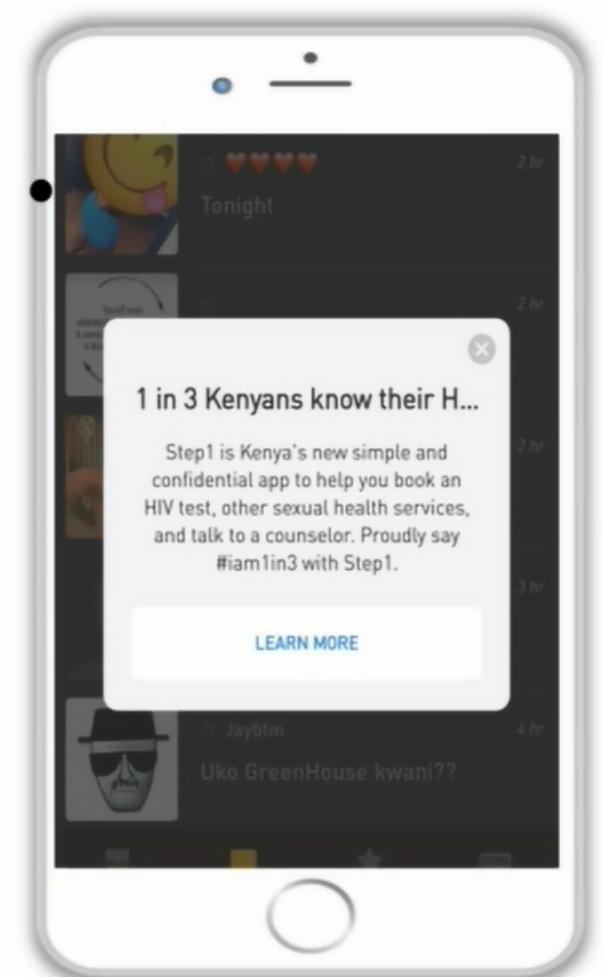 2 hr
Tonight
2 hr
1 in 3 Kenyans know their H...
Step1 is Kenya's new simple and
confidential app to help you book an
HIV test, other sexual health services,
and talk to a counselor. Proudly say
#iam1in3 with Step1.
2 hr
3 hr
LEARN MORE
Jaybtm
4 hr
Uko GreenHouse kwani??